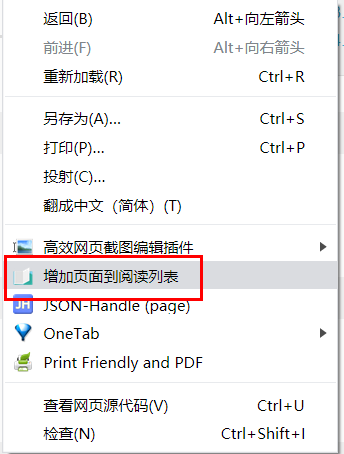 返回(B) Alt+向左箭头
前进(F) Alt+向右箭头
重新加载(R) Ctrl+R
另存为(A)... Ctrl+S
打印(P)... Ctrl+P
投射(C)...
翻成中文（简体）(T)
高效网页截图编辑插件
增加页面到阅读列表
JSON-Handle (page)
OneTab
Print Friendly and PDF
查看网页源代码(V) Ctrl+U
检查(N) Ctrl+Shift+I